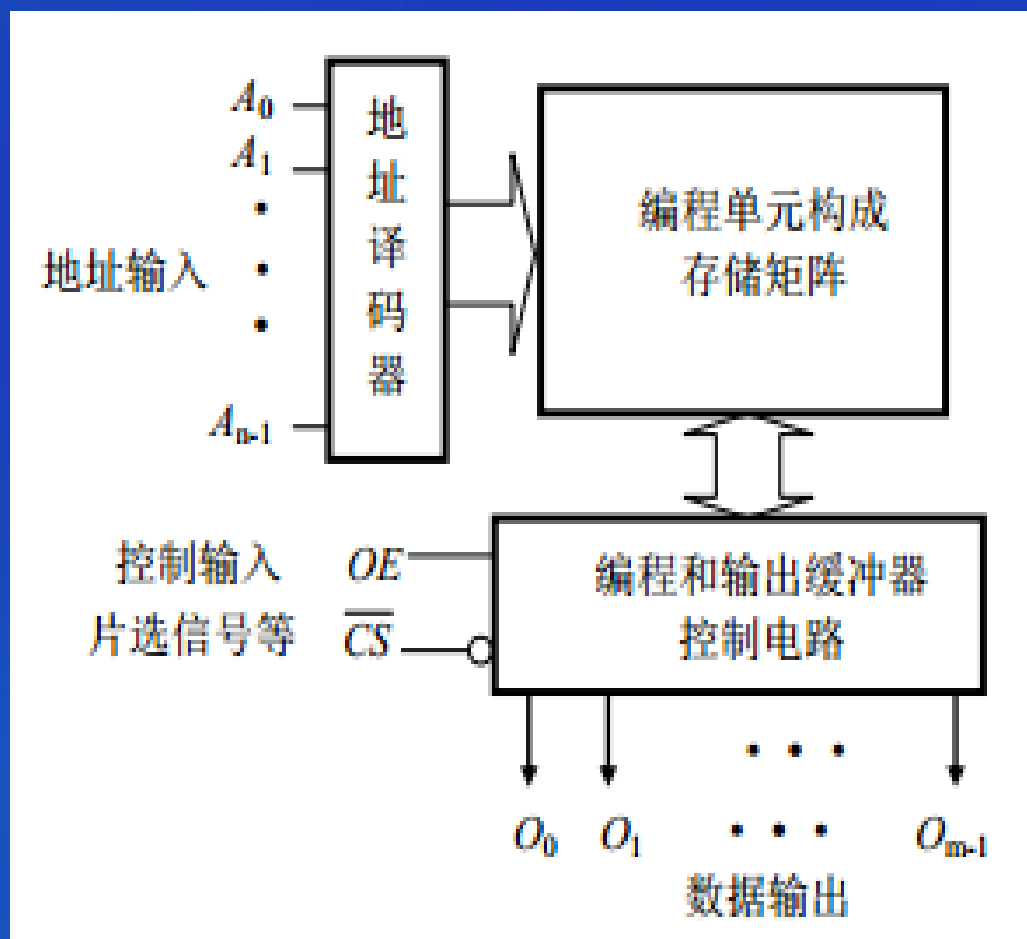 A0
A1
地址输入
An-1
地址译码器
编程单元构成
存储矩阵
控制输入 OE
片选信号等 C̅S̅
编程和输出缓冲器
控制电路
• • •
O0 O1 • • • Om-1
数据输出